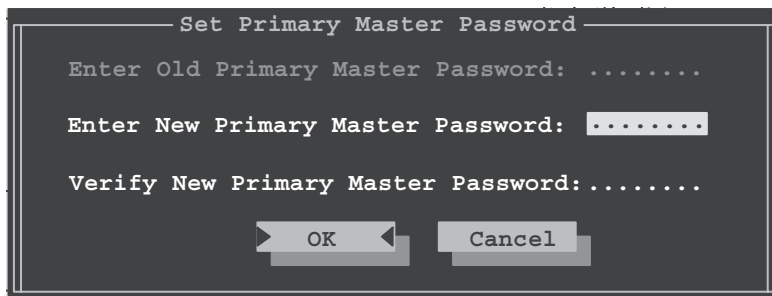 Set Primary Master Password
Enter Old Primary Master Password: ........
Enter New Primary Master Password: ........
Verify New Primary Master Password:........
OK Cancel